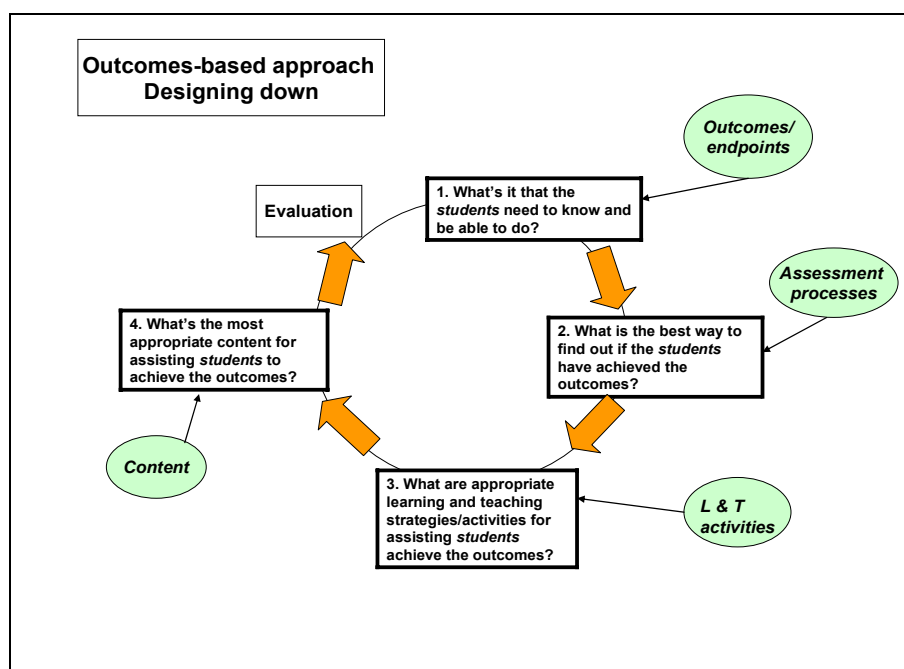 Outcomes-based approach
Designing down
Outcomes/
endpoints
1. What's it that the
students need to know and
be able to do?
Evaluation
Assessment
processes
2. What is the best way to
find out if the students
have achieved the
outcomes?
4. What's the most
appropriate content for
assisting students to
achieve the outcomes?
Content
3. What are appropriate
learning and teaching
strategies/activities for
assisting students
achieve the outcomes?
L & T
activities